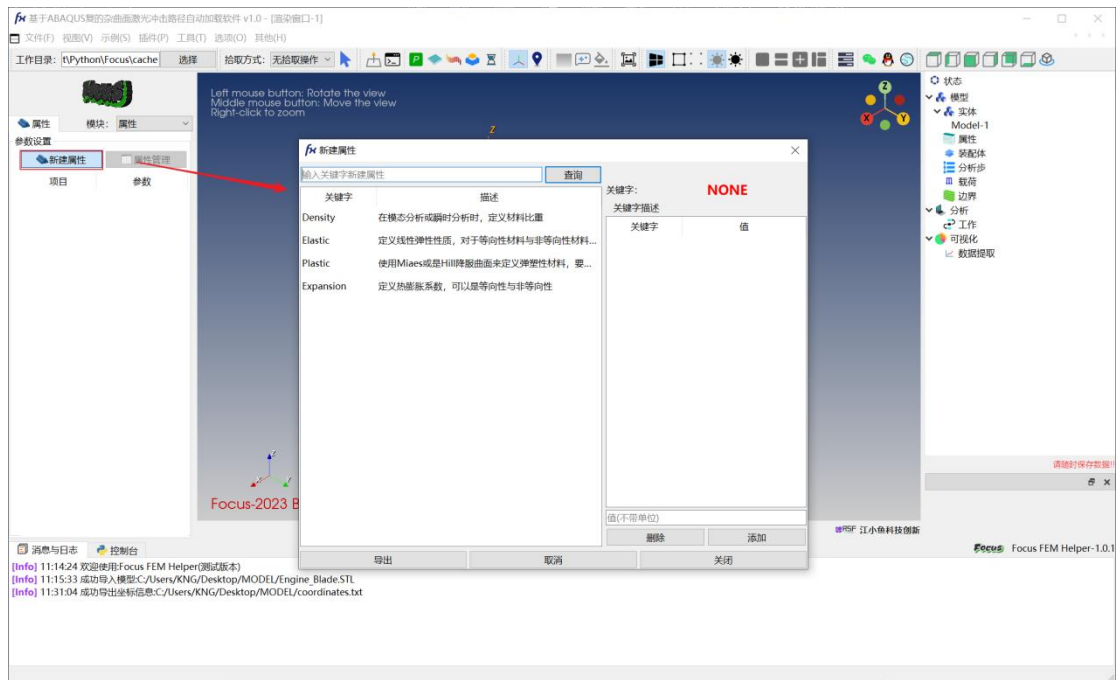 基于ABAQUS复的杂曲面激光冲击路径自动加载软件 v1.0 - [渲染窗口-1]
文件(F) 视图(V) 示例(S) 插件(P) 工具(T) 选项(O) 其他(H)
工作目录: t\Python\Focus\cache 选择 拾取方式: 无拾取操作
属性 模块: 属性
参数设置
新建属性 属性管理
项目 参数
Left mouse button: Rotate the view
Middle mouse button: Move the view
Right-click to zoom
Z
Z
X
Y
新建属性
输入关键字新建属性 查询
关键字 描述
Density 在模态分析或瞬时分析时，定义材料比重
Elastic 定义线性弹性性质，对于等向性材料与非等向性材料...
Plastic 使用Miaes或是Hill降服曲面来定义弹塑性材料，要...
Expansion 定义热膨胀系数，可以是等向性与非等向性
关键字: NONE
关键字描述
关键字 值
值(不带单位)
删除 添加
导出 取消 关闭
状态
模型
实体
Model-1
属性
装配体
分析步
载荷
边界
分析
工作
可视化
数据提取
请随时保存数据!!
Focus-2023 B
江小鱼科技创新
Focus Focus FEM Helper-1.0.1
消息与日志 控制台
[Info] 11:14:24 欢迎使用:Focus FEM Helper(测试版本)
[Info] 11:15:33 成功导入模型:C:/Users/KNG/Desktop/MODEL/Engine_Blade.STL
[Info] 11:31:04 成功导出坐标信息:C:/Users/KNG/Desktop/MODEL/coordinates.txt